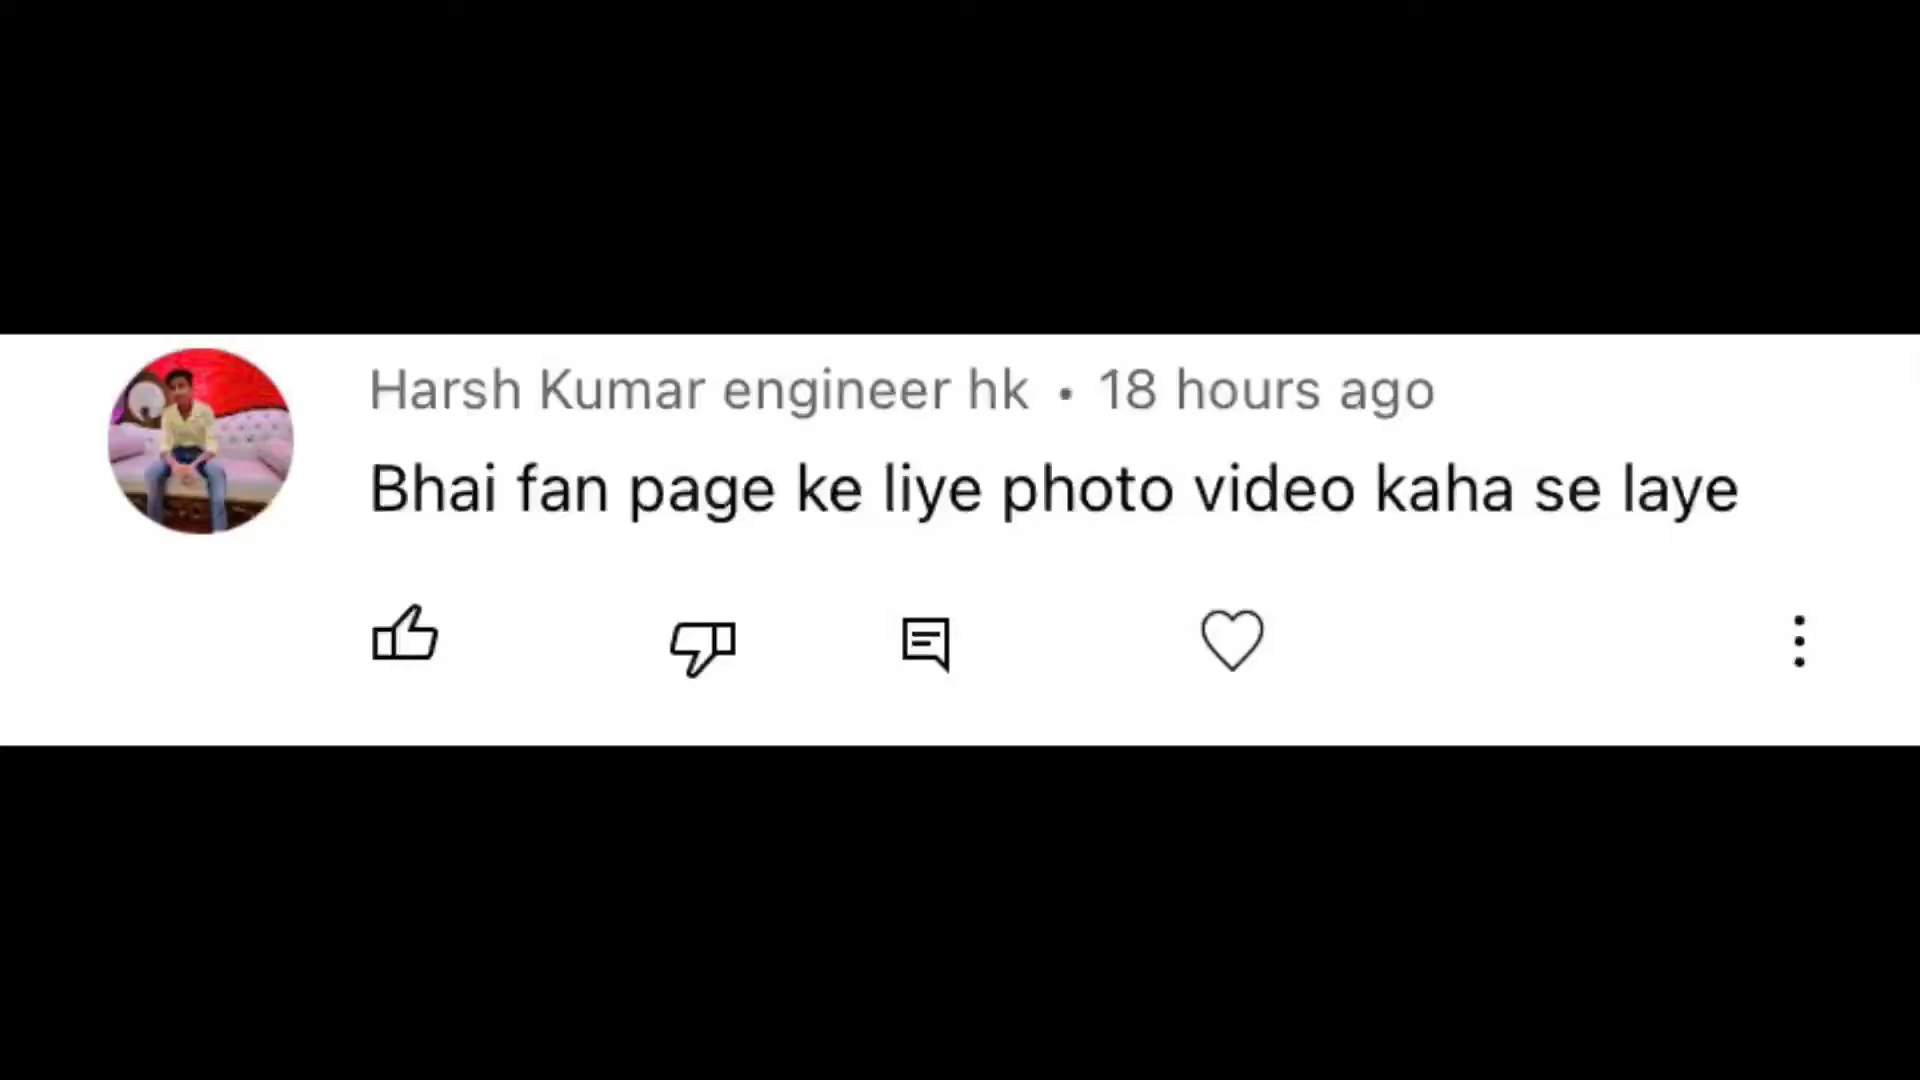 Harsh Kumar engineer hk • 18 hours ago
Bhai fan page ke liye photo video kaha se laye